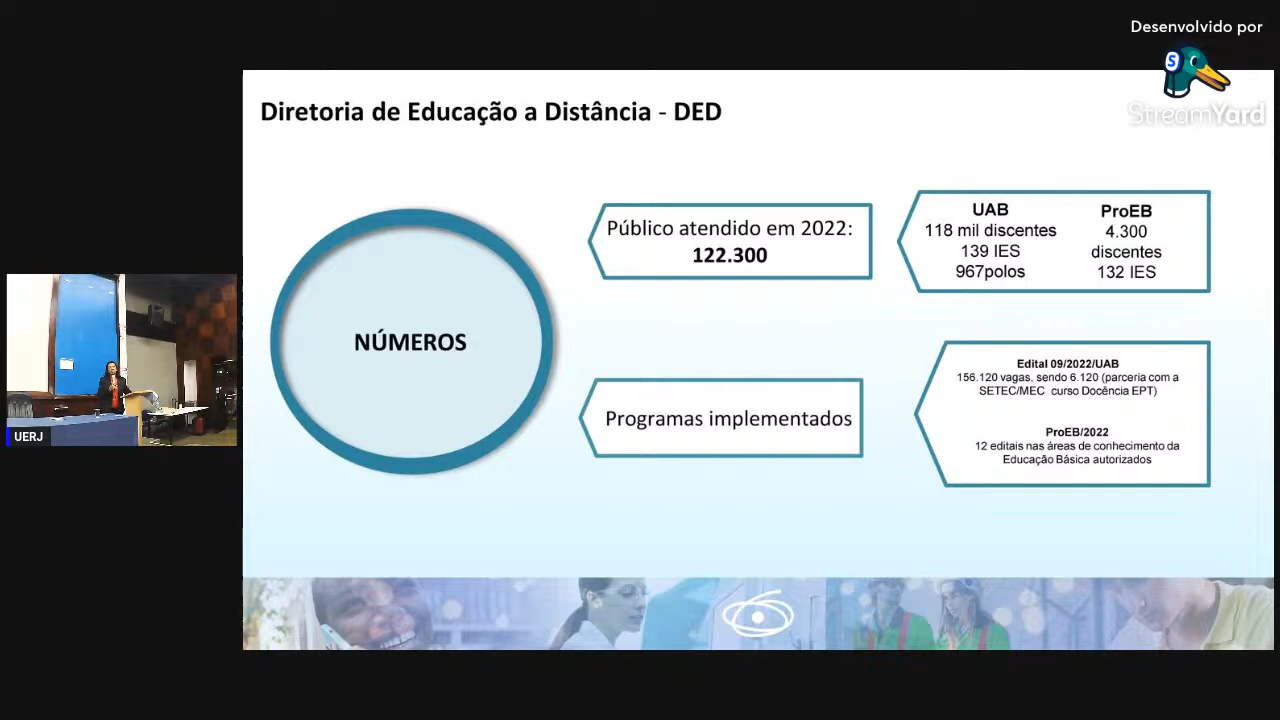 Desenvolvido por
StreamYard
Diretoria de Educação a Distância - DED
NÚMEROS
Público atendido em 2022:
122.300
UAB
118 mil discentes
139 IES
967polos
ProEB
4.300
discentes
132 IES
Programas implementados
Edital 09/2022/UAB
156.120 vagas, sendo 6.120 (parceria com a
SETEC/MEC curso Docência EPT)
ProEB/2022
12 editais nas áreas de conhecimento da
Educação Básica autorizados
UERJ